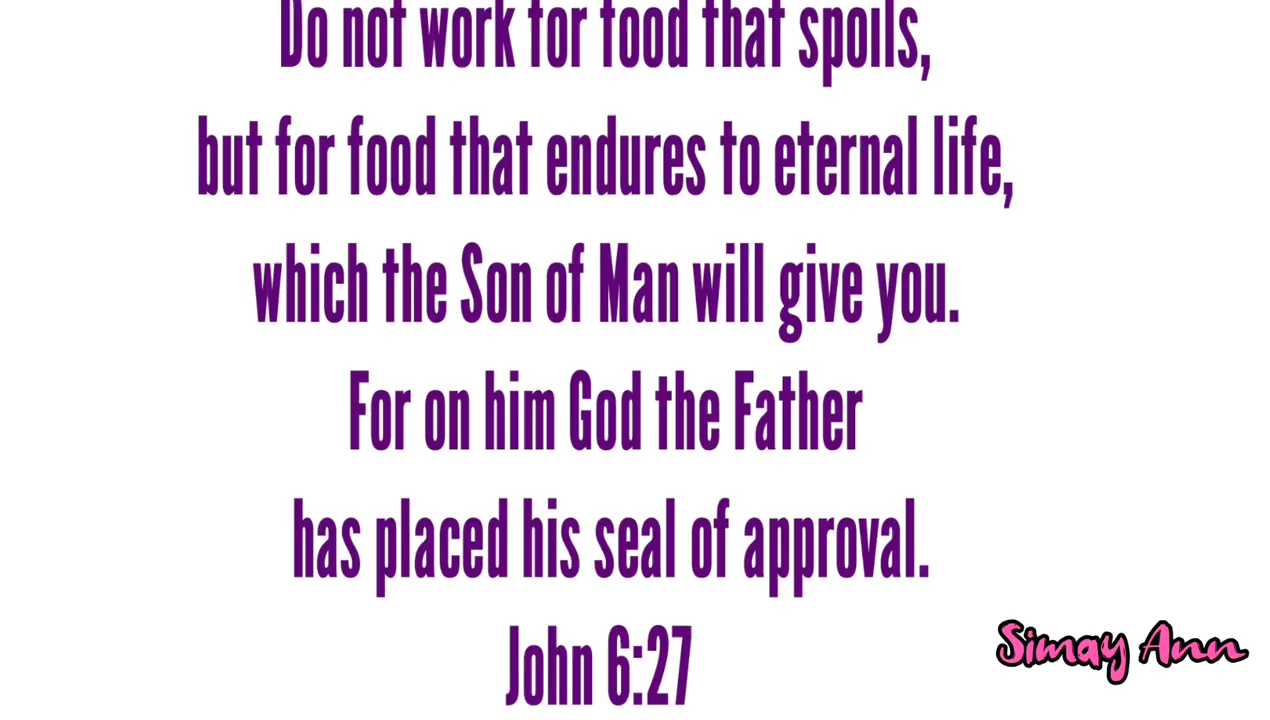 Do not work for food that spoils,
but for food that endures to eternal life,
which the Son of Man will give you.
For on him God the Father
has placed his seal of approval.
John 6:27
Simay Ann